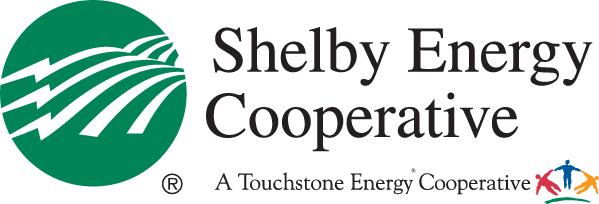 Shelby Energy
Cooperative
® A Touchstone Energy® Cooperative